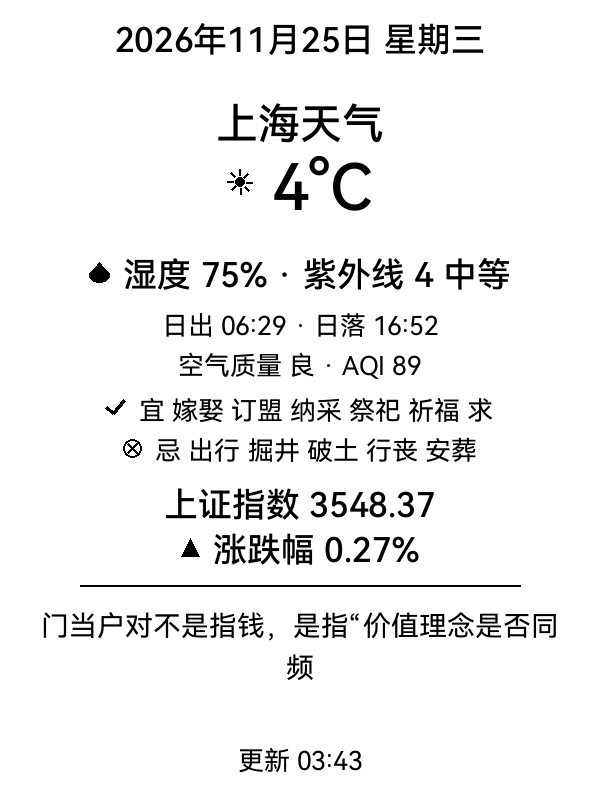 2026年11月25日 星期三
上海天气
4°C
湿度 75% · 紫外线 4 中等
日出 06:29 · 日落 16:52
空气质量 良 · AQI 89
宜 嫁娶 订盟 纳采 祭祀 祈福 求
忌 出行 掘井 破土 行丧 安葬
上证指数 3548.37
▲ 涨跌幅 0.27%
门当户对不是指钱，是指“价值理念是否同
频
更新 03:43